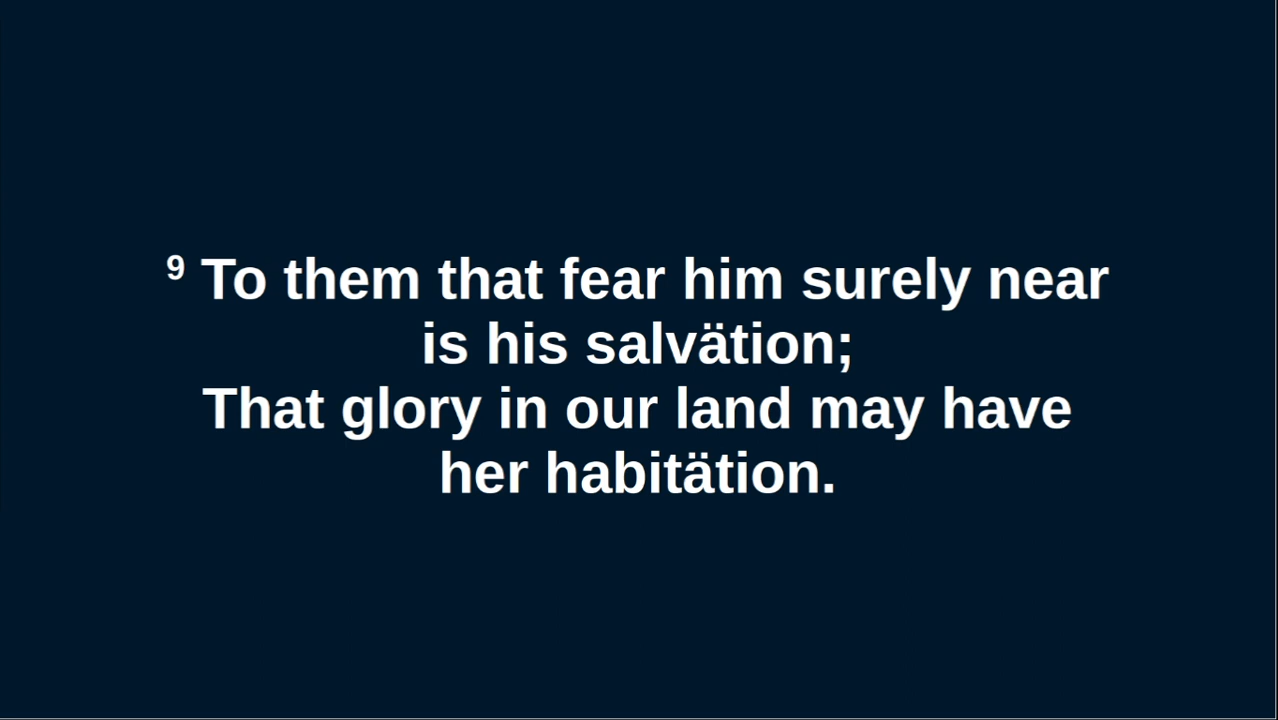 ⁹ To them that fear him surely near
is his salvätion;
That glory in our land may have
her habitätion.